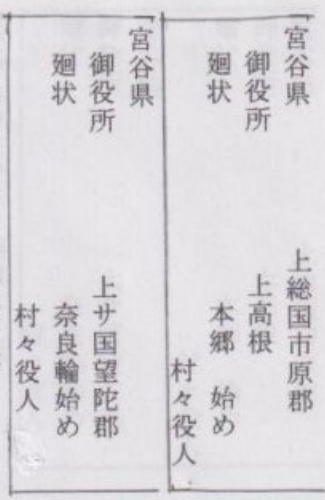 宮谷県　上総国市原郡
御役所　上高根
廻状　本郷　始め
村々役人
宮谷県
御役所　上サ国望陀郡
廻状　奈良輪始め
村々役人